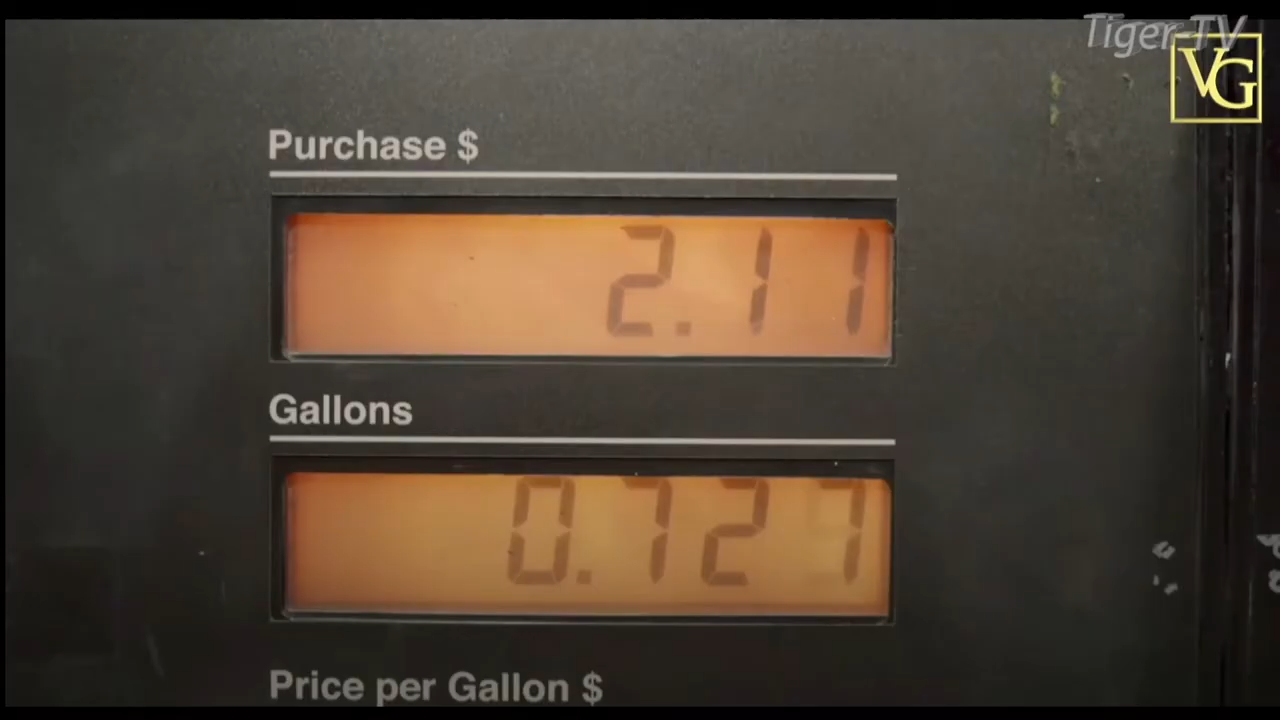 Tiger-TV
VG
Purchase $
2.11
Gallons
0.727
Price per Gallon $